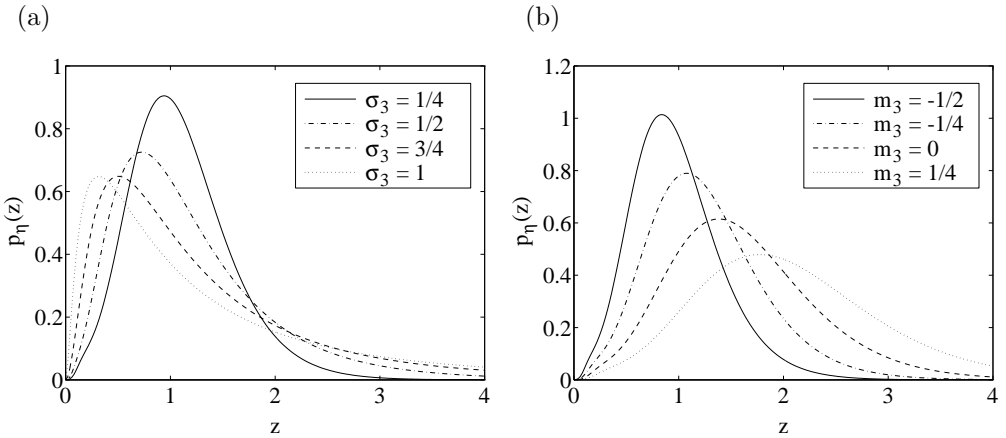 (a)
1
0.8
0.6
0.4
0.2
0
0 1 2 3 4
p_η(z)
z
σ_3 = 1/4
σ_3 = 1/2
σ_3 = 3/4
σ_3 = 1
(b)
1.2
1
0.8
0.6
0.4
0.2
0
0 1 2 3 4
p_η(z)
z
m_3 = -1/2
m_3 = -1/4
m_3 = 0
m_3 = 1/4